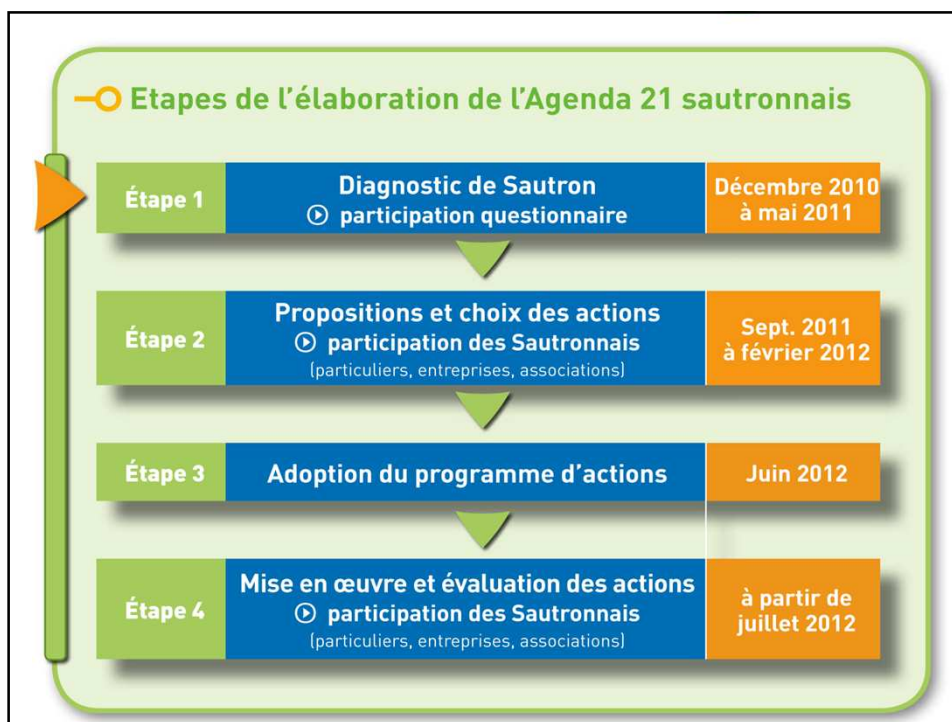 Etapes de l'élaboration de l'Agenda 21 sautronnais
Étape 1
Diagnostic de Sautron
participation questionnaire
Décembre 2010
à mai 2011
Étape 2
Propositions et choix des actions
participation des Sautronnais
(particuliers, entreprises, associations)
Sept. 2011
à février 2012
Étape 3
Adoption du programme d'actions
Juin 2012
Étape 4
Mise en œuvre et évaluation des actions
participation des Sautronnais
(particuliers, entreprises, associations)
à partir de
juillet 2012